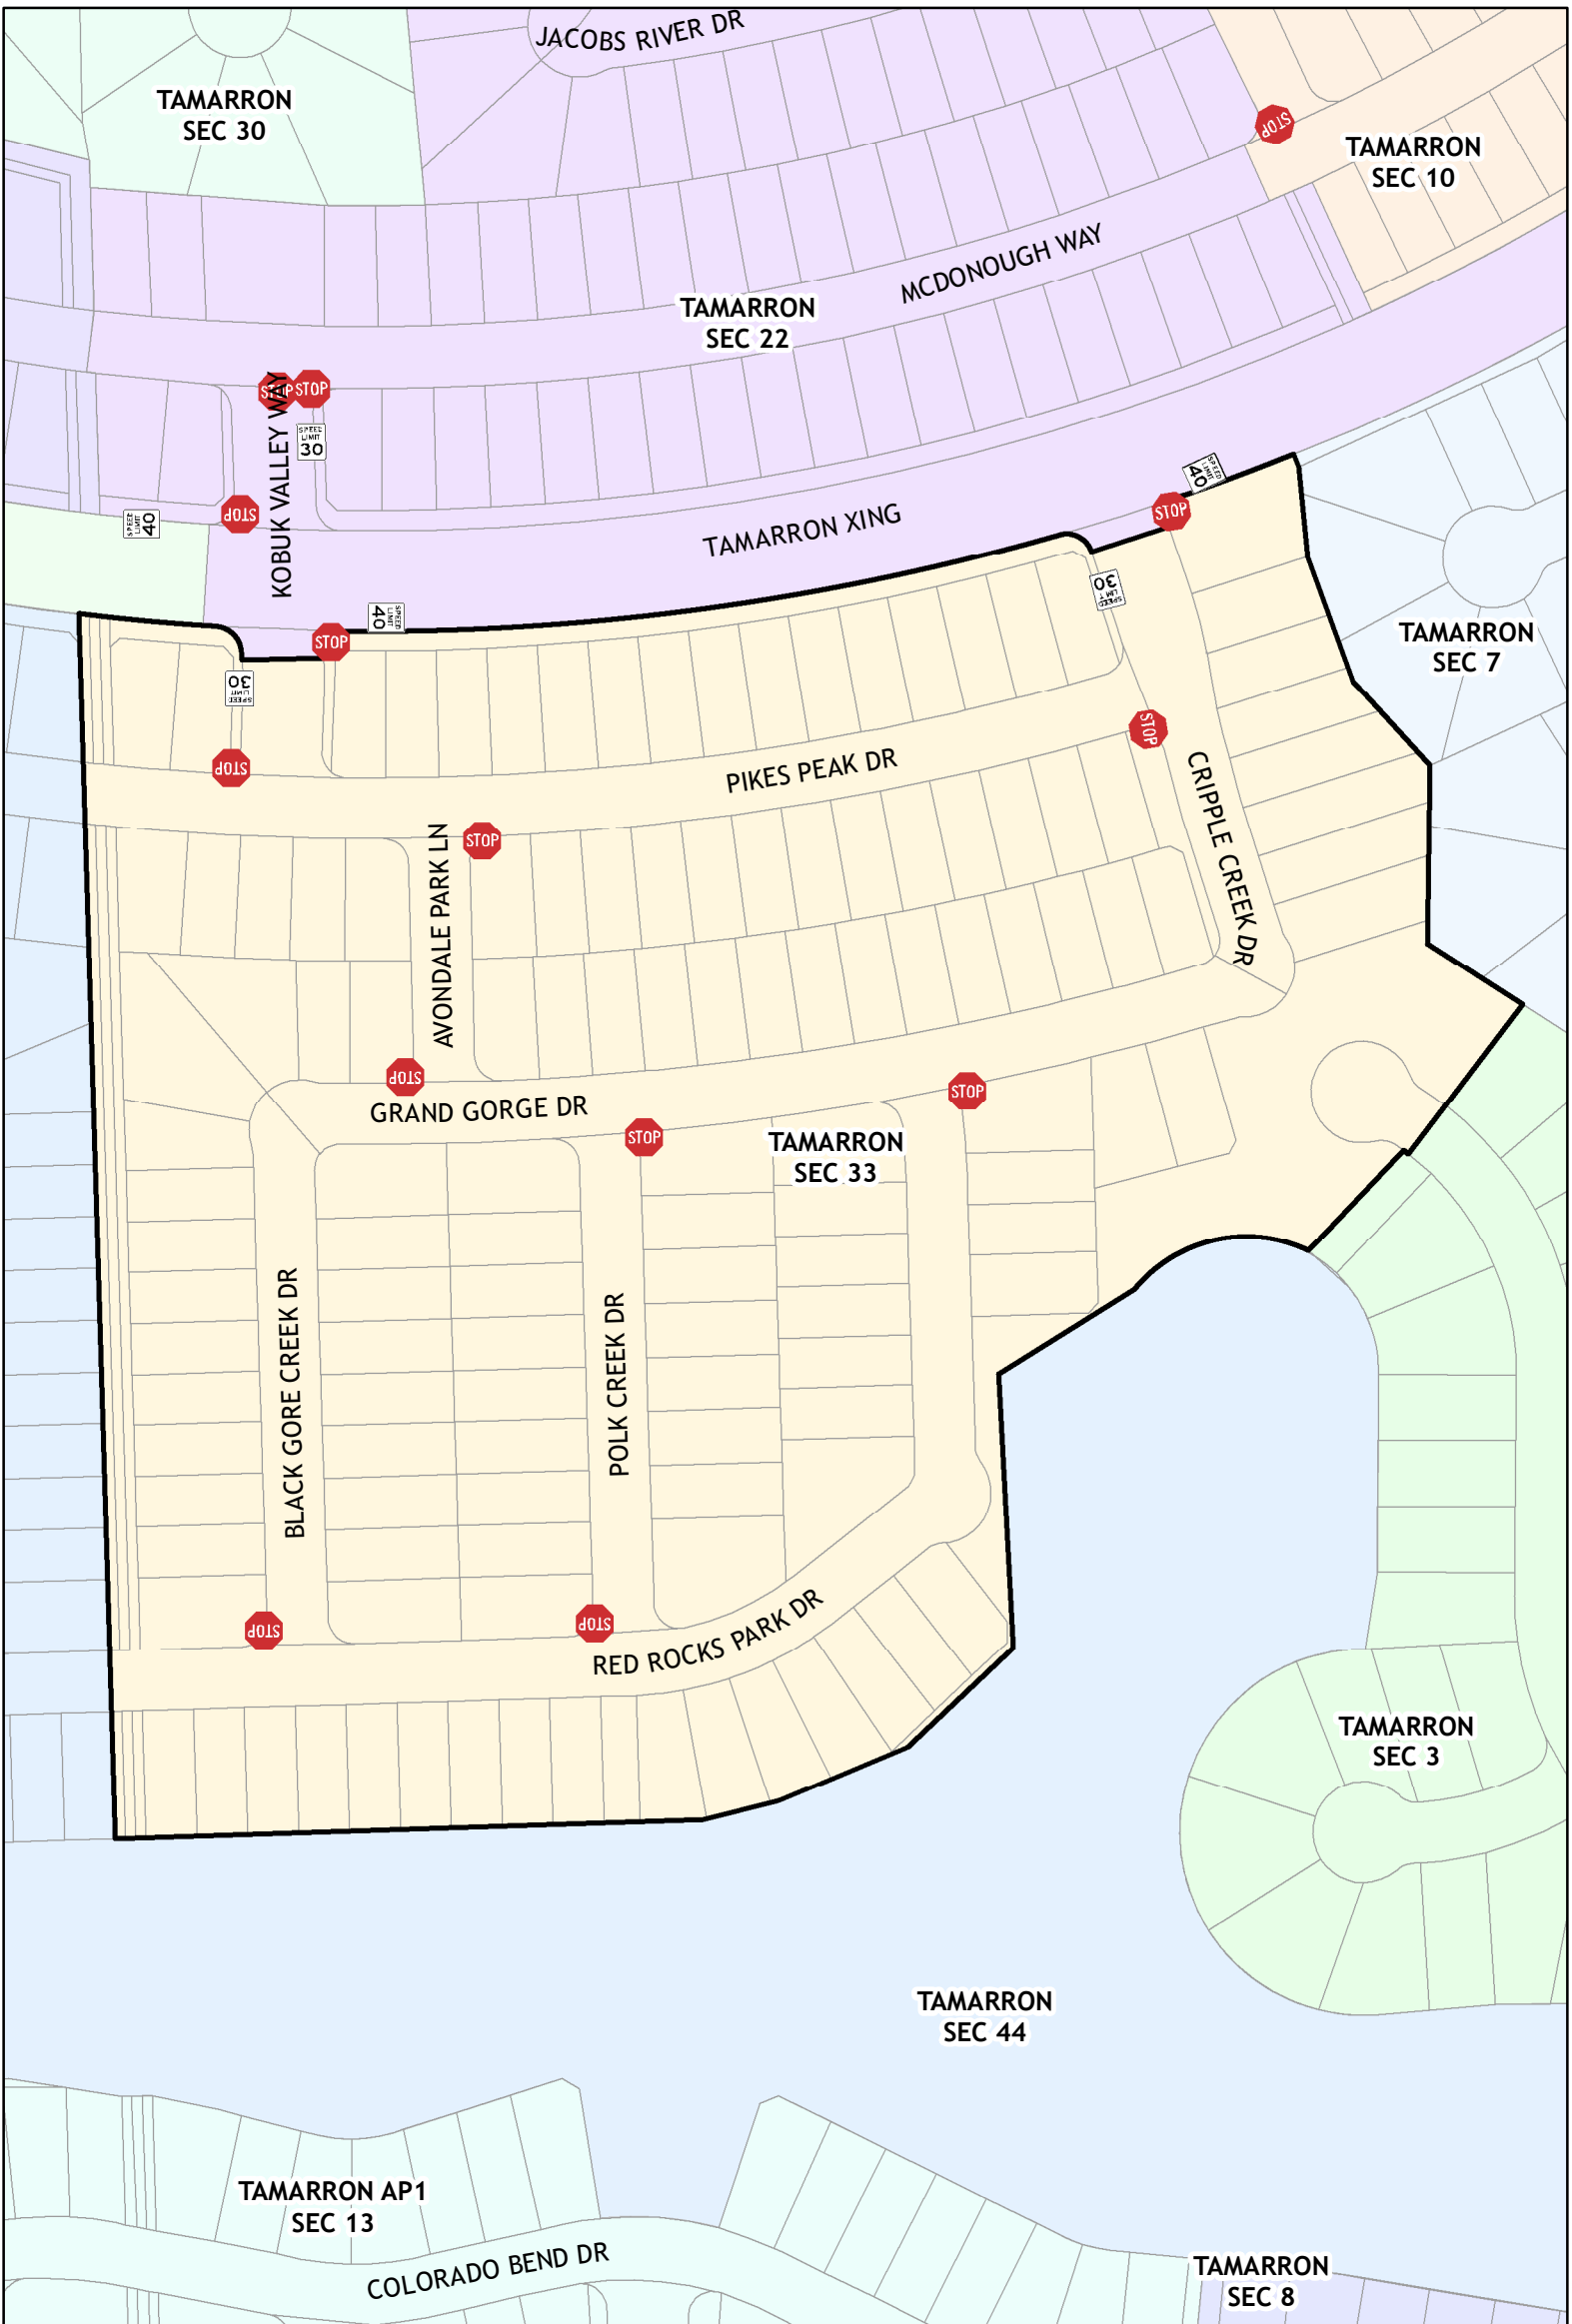 JACOBS RIVER DR
TAMARRON
SEC 30
STOP
TAMARRON
SEC 10
MCDONOUGH WAY
TAMARRON
SEC 22
STOP
STOP
KOBUK VALLEY WAY
SPEED
LIMIT
30
SPEED
LIMIT
40
STOP
SPEED
LIMIT
40
STOP
TAMARRON XING
SPEED
LIMIT
30
SPEED
LIMIT
40
STOP
TAMARRON
SEC 7
SPEED
LIMIT
30
STOP
STOP
PIKES PEAK DR
CRIPPLE CREEK DR
STOP
AVONDALE PARK LN
STOP
STOP
GRAND GORGE DR
STOP
TAMARRON
SEC 33
BLACK GORE CREEK DR
POLK CREEK DR
STOP
STOP
RED ROCKS PARK DR
TAMARRON
SEC 3
TAMARRON
SEC 44
TAMARRON AP1
SEC 13
COLORADO BEND DR
TAMARRON
SEC 8